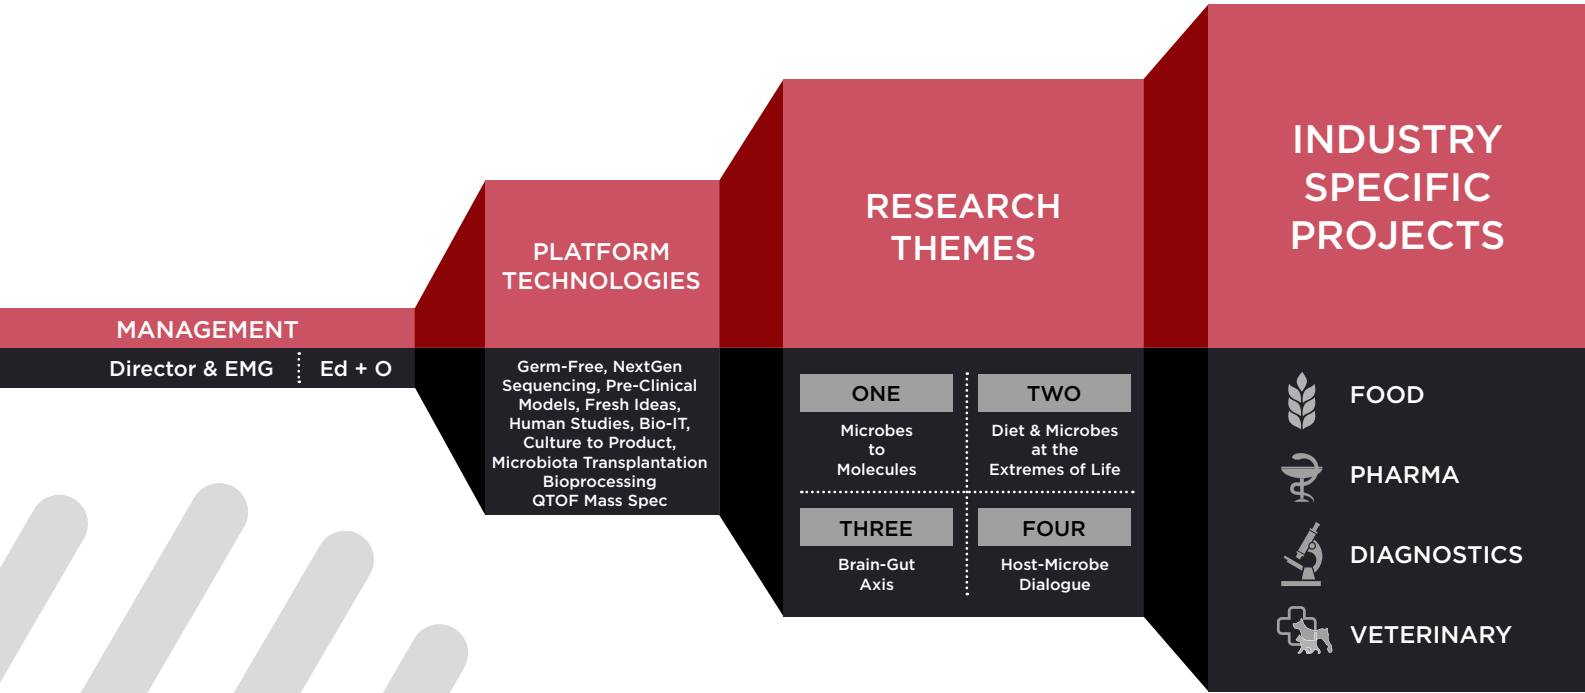 MANAGEMENT
Director & EMG
Ed + O
PLATFORM
TECHNOLOGIES
Germ-Free, NextGen
Sequencing, Pre-Clinical
Models, Fresh Ideas,
Human Studies, Bio-IT,
Culture to Product,
Microbiota Transplantation
Bioprocessing
QTOF Mass Spec
RESEARCH
THEMES
ONE
Microbes
to
Molecules
TWO
Diet & Microbes
at the
Extremes of Life
THREE
Brain-Gut
Axis
FOUR
Host-Microbe
Dialogue
INDUSTRY
SPECIFIC
PROJECTS
FOOD
PHARMA
DIAGNOSTICS
VETERINARY